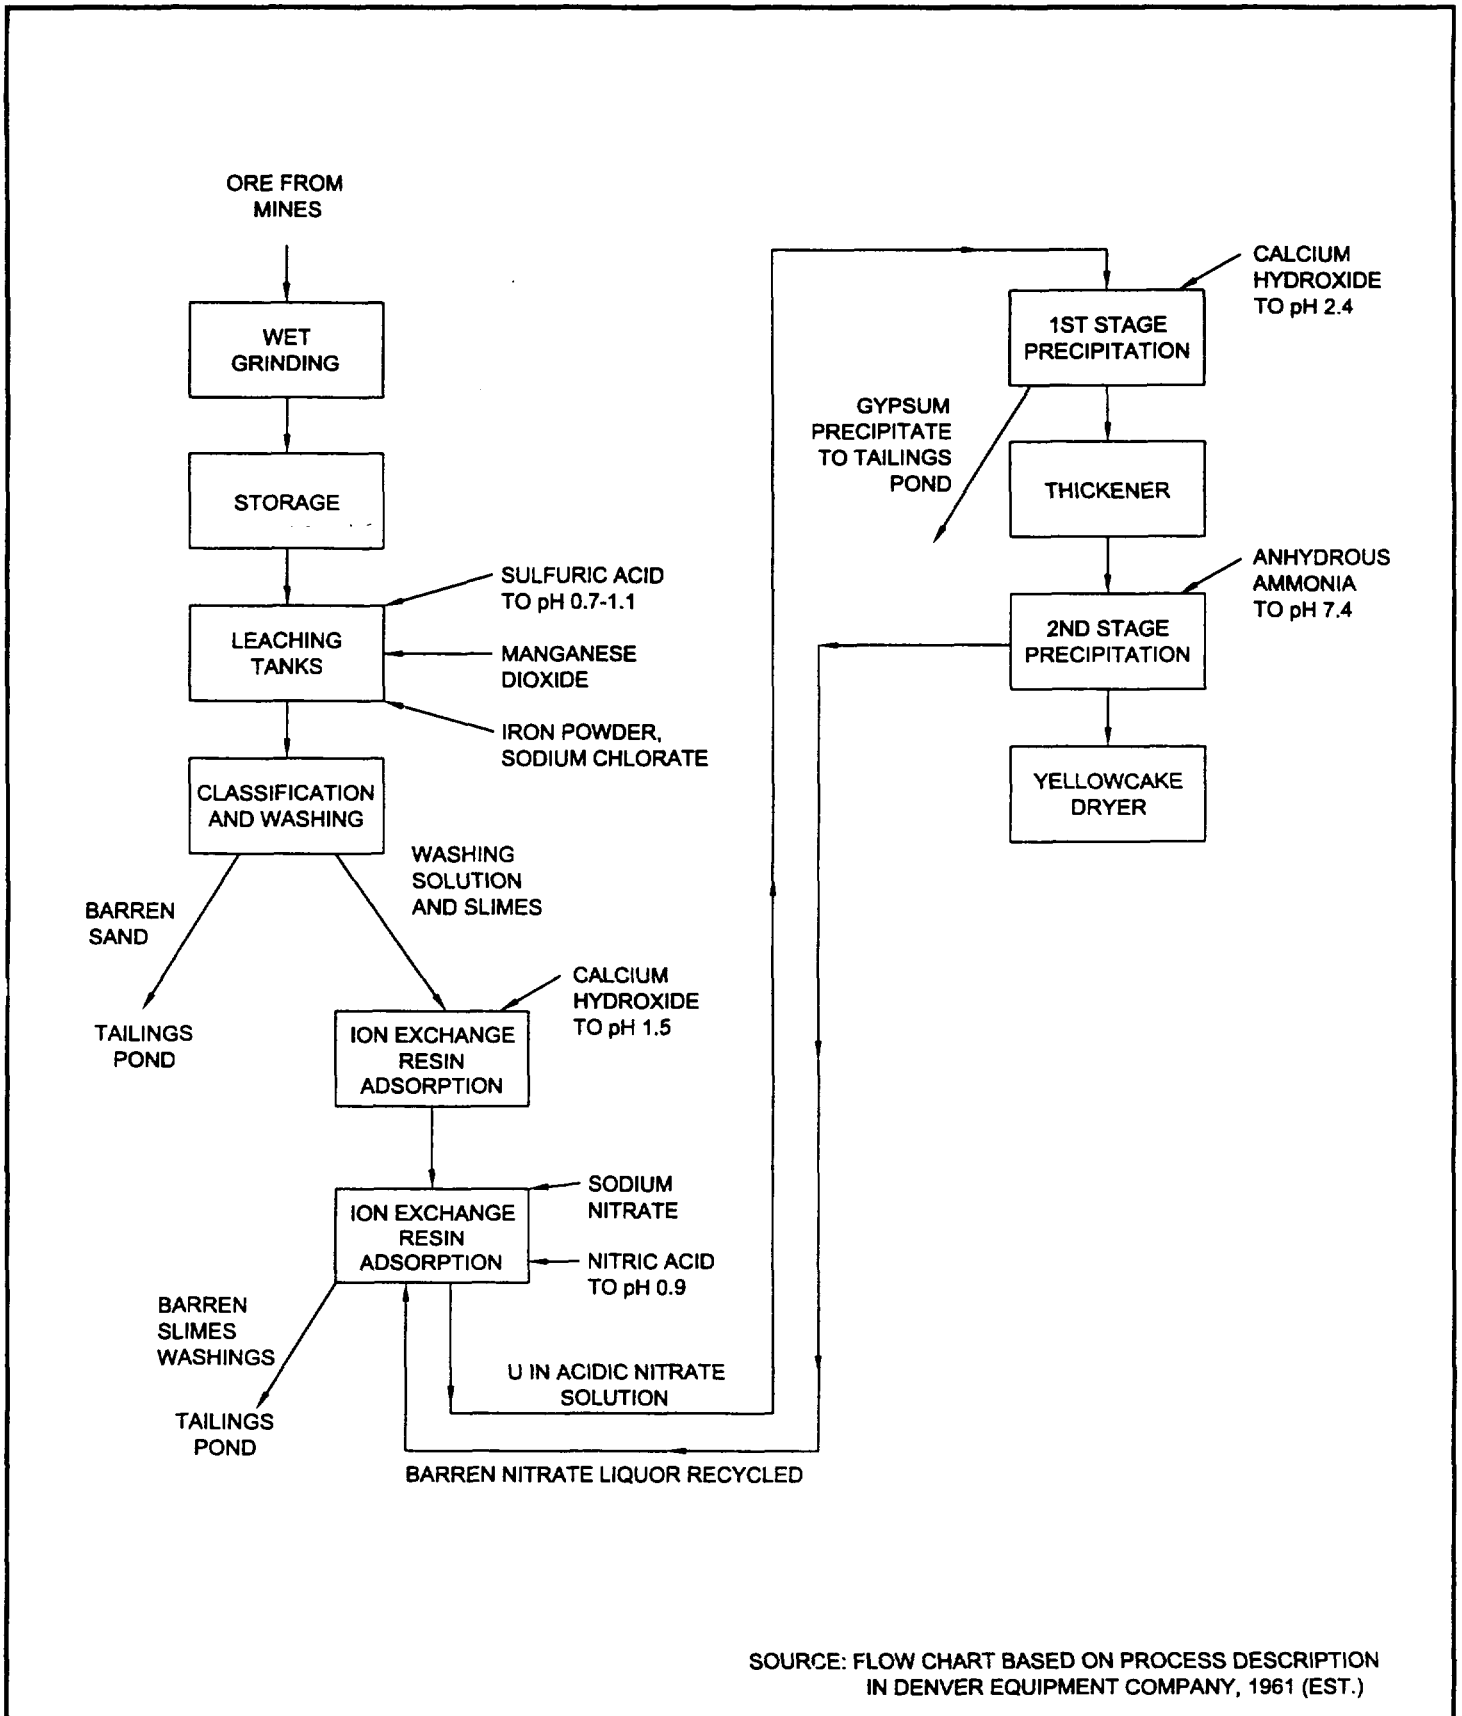 ORE FROM
MINES
WET
GRINDING
STORAGE
SULFURIC ACID
TO pH 0.7-1.1
LEACHING
TANKS
MANGANESE
DIOXIDE
IRON POWDER,
SODIUM CHLORATE
CLASSIFICATION
AND WASHING
WASHING
SOLUTION
AND SLIMES
BARREN
SAND
TAILINGS
POND
CALCIUM
HYDROXIDE
TO pH 1.5
ION EXCHANGE
RESIN
ADSORPTION
SODIUM
NITRATE
ION EXCHANGE
RESIN
ADSORPTION
NITRIC ACID
TO pH 0.9
BARREN
SLIMES
WASHINGS
TAILINGS
POND
U IN ACIDIC NITRATE
SOLUTION
BARREN NITRATE LIQUOR RECYCLED
CALCIUM
HYDROXIDE
TO pH 2.4
1ST STAGE
PRECIPITATION
GYPSUM
PRECIPITATE
TO TAILINGS
POND
THICKENER
ANHYDROUS
AMMONIA
TO pH 7.4
2ND STAGE
PRECIPITATION
YELLOWCAKE
DRYER
SOURCE: FLOW CHART BASED ON PROCESS DESCRIPTION
IN DENVER EQUIPMENT COMPANY, 1961 (EST.)